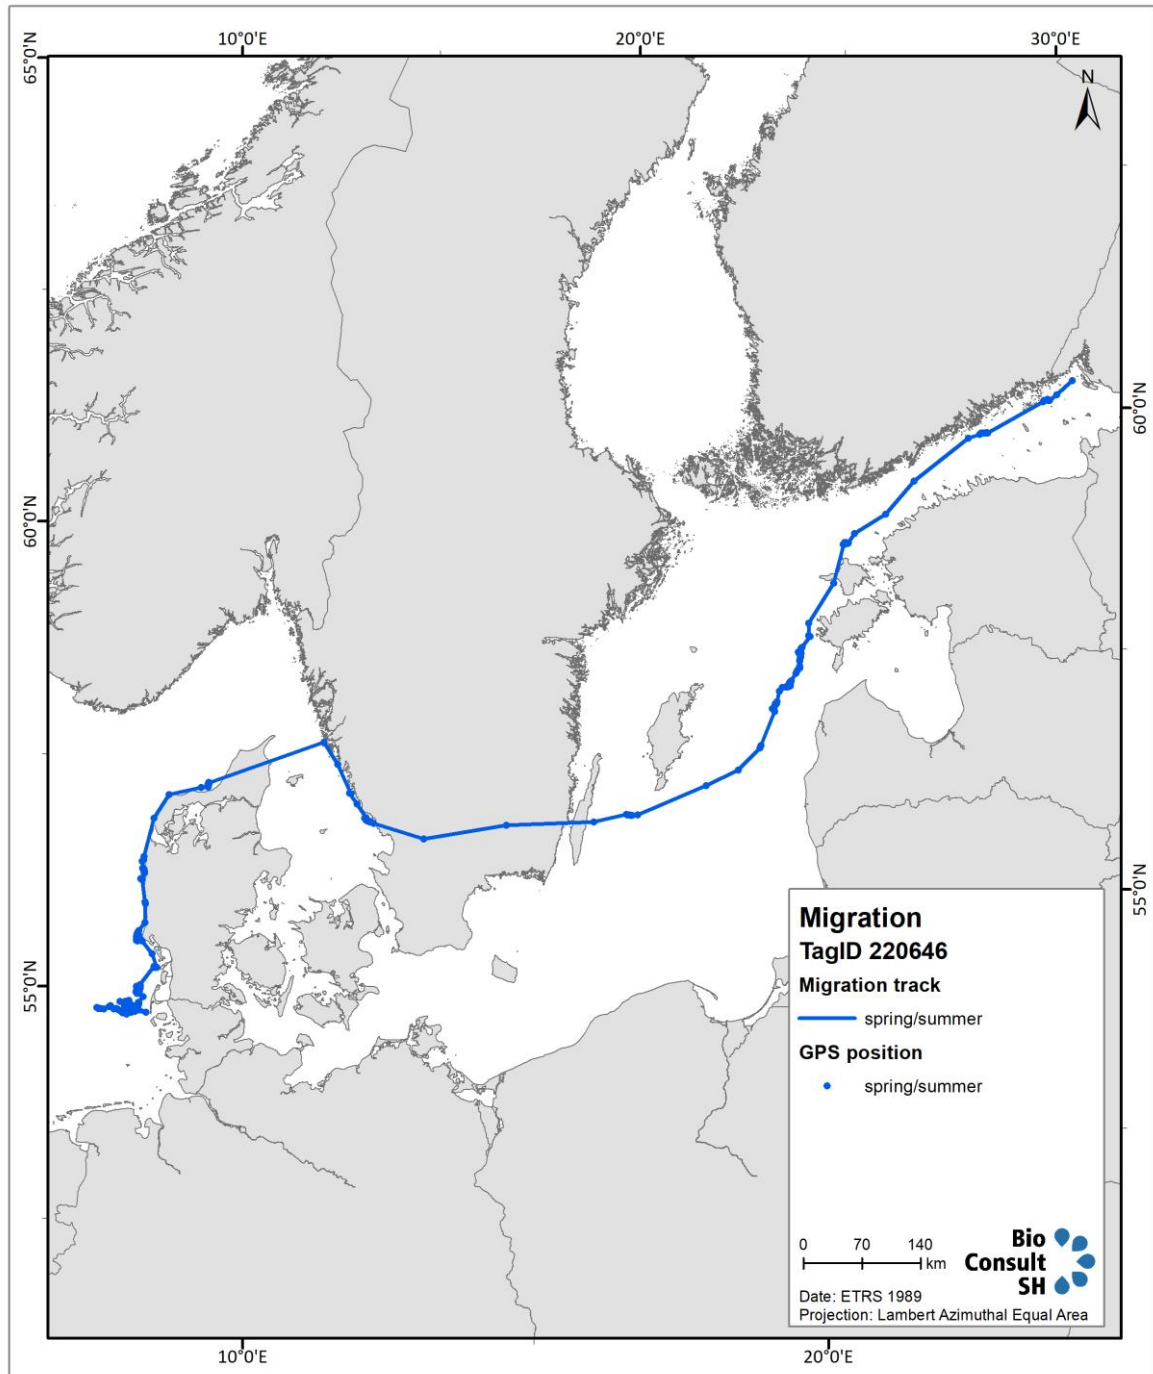 10°0'E 20°0'E 30°0'E
65°0'N
N
60°0'N
60°0'N
55°0'N
55°0'N
Migration
TagID 220646
Migration track
spring/summer
GPS position
spring/summer
0 70 140
km
Bio
Consult
SH
Date: ETRS 1989
Projection: Lambert Azimuthal Equal Area
10°0'E 20°0'E